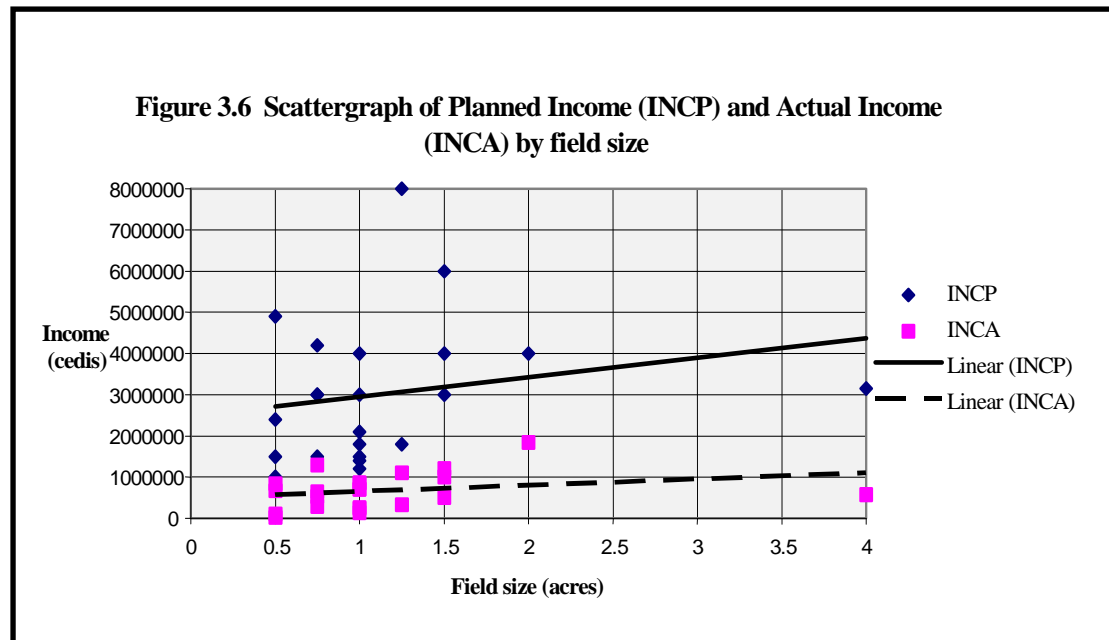 Figure 3.6 Scattergraph of Planned Income (INCP) and Actual Income
(INCA) by field size
8000000
7000000
6000000
5000000
4000000
3000000
2000000
1000000
0
Income
(cedis)
0 0.5 1 1.5 2 2.5 3 3.5 4
Field size (acres)
INCP
INCA
Linear (INCP)
Linear (INCA)